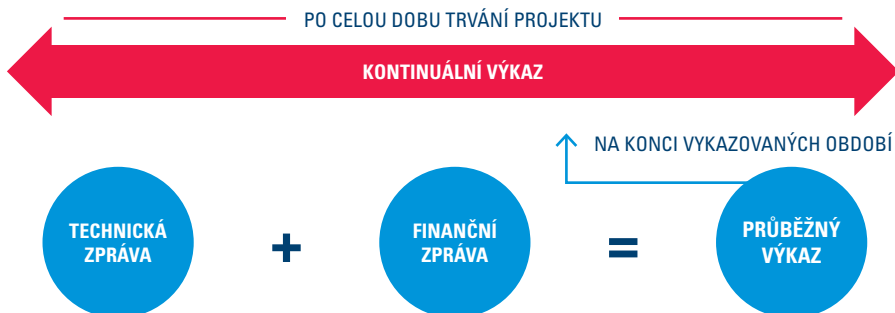 PO CELOU DOBU TRVÁNÍ PROJEKTU
KONTINUÁLNÍ VÝKAZ
NA KONCI VYKAZOVANÝCH OBDOBÍ
TECHNICKÁ
ZPRÁVA
+
FINANČNÍ
ZPRÁVA
=
PRŮBĚŽNÝ
VÝKAZ